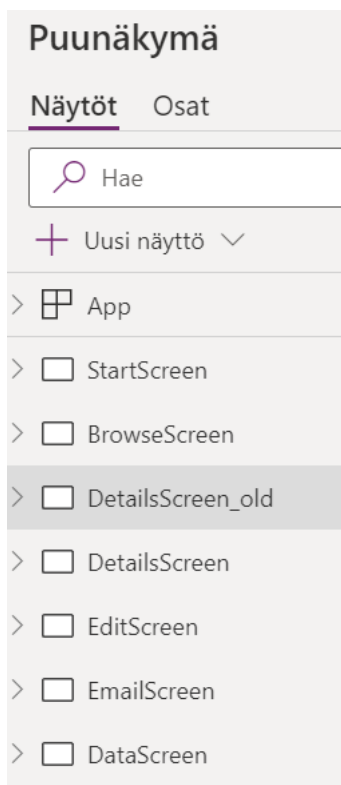 Puunäkymä
Näytöt Osat
Hae
Uusi näyttö
App
StartScreen
BrowseScreen
DetailsScreen_old
DetailsScreen
EditScreen
EmailScreen
DataScreen